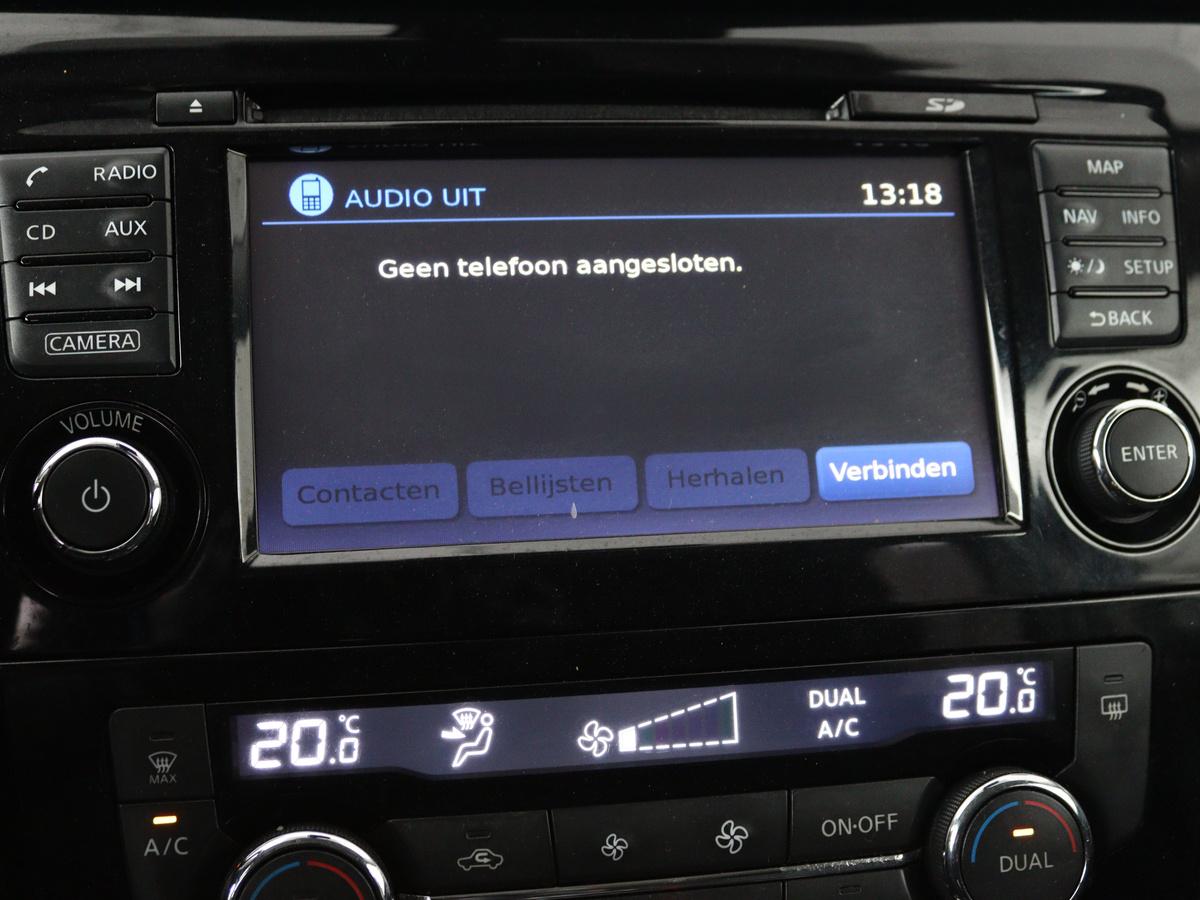 SD
RADIO
CD AUX
CAMERA
VOLUME
AUDIO UIT 13:18
Geen telefoon aangesloten.
Contacten Bellijsten Herhalen Verbinden
MAP
NAV INFO
SETUP
BACK
ENTER
20.0 °C DUAL A/C 20.0 °C
MAX
A/C
ON·OFF
DUAL